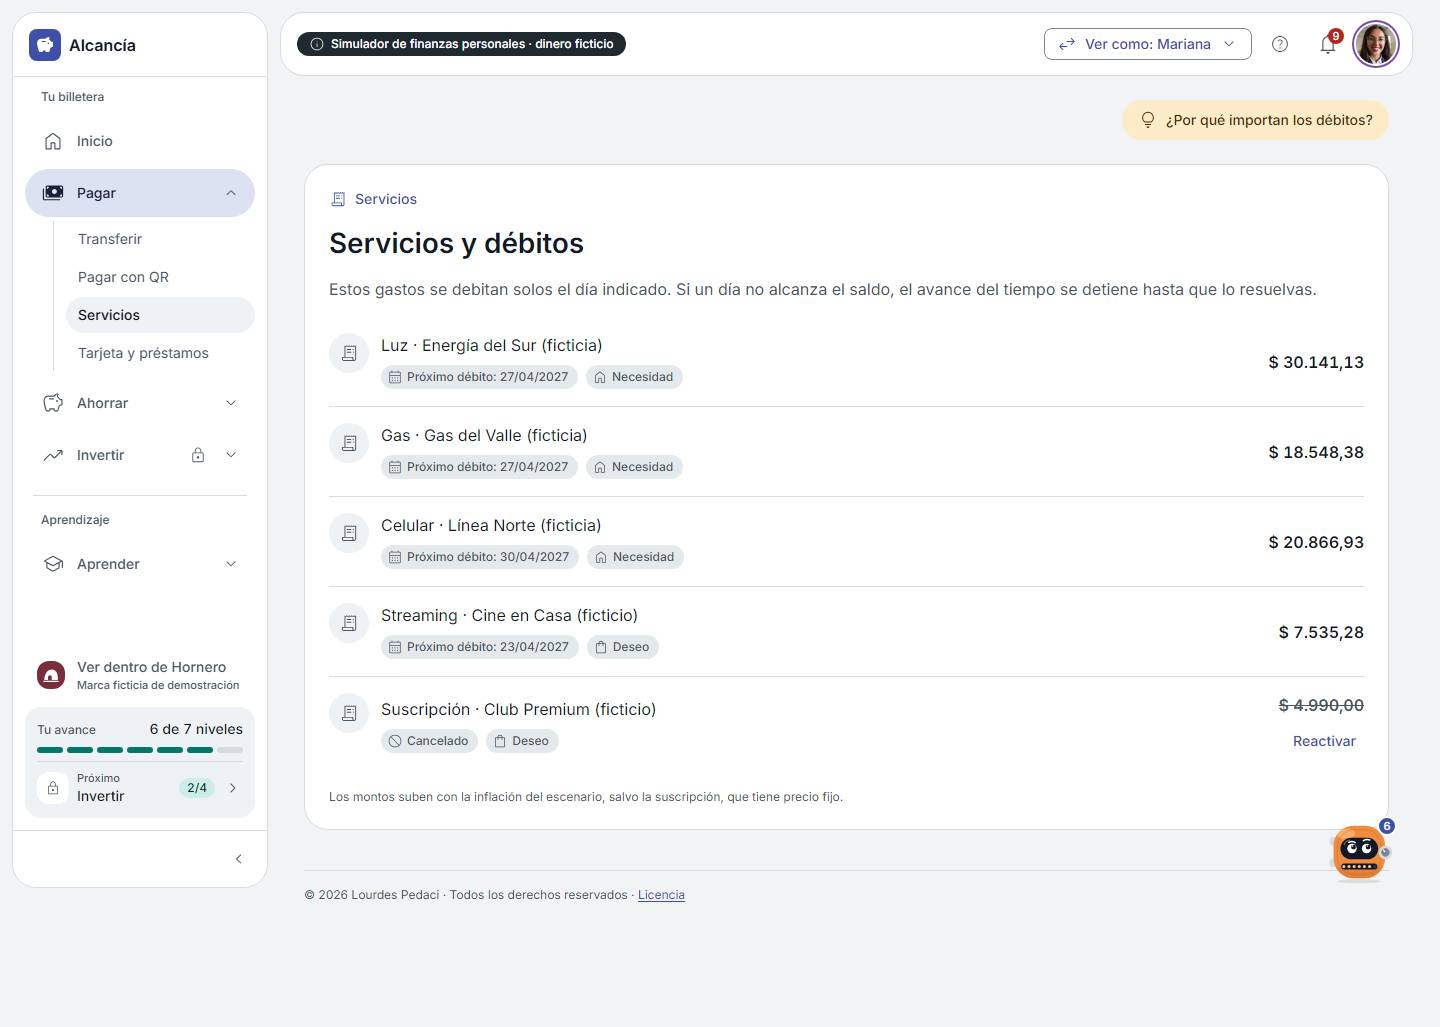 Alcancía
Simulador de finanzas personales · dinero ficticio
Ver como: Mariana
9
Tu billetera
Inicio
Pagar
Transferir
Pagar con QR
Servicios
Tarjeta y préstamos
Ahorrar
Invertir
Aprendizaje
Aprender
Ver dentro de Hornero
Marca ficticia de demostración
Tu avance
6 de 7 niveles
Próximo
Invertir
2/4
¿Por qué importan los débitos?
Servicios
Servicios y débitos
Estos gastos se debitan solos el día indicado. Si un día no alcanza el saldo, el avance del tiempo se detiene hasta que lo resuelvas.
Luz · Energía del Sur (ficticia)
Próximo débito: 27/04/2027
Necesidad
$ 30.141,13
Gas · Gas del Valle (ficticia)
Próximo débito: 27/04/2027
Necesidad
$ 18.548,38
Celular · Línea Norte (ficticia)
Próximo débito: 30/04/2027
Necesidad
$ 20.866,93
Streaming · Cine en Casa (ficticio)
Próximo débito: 23/04/2027
Deseo
$ 7.535,28
Suscripción · Club Premium (ficticio)
Cancelado
Deseo
$ 4.990,00
Reactivar
Los montos suben con la inflación del escenario, salvo la suscripción, que tiene precio fijo.
6
© 2026 Lourdes Pedaci · Todos los derechos reservados · Licencia